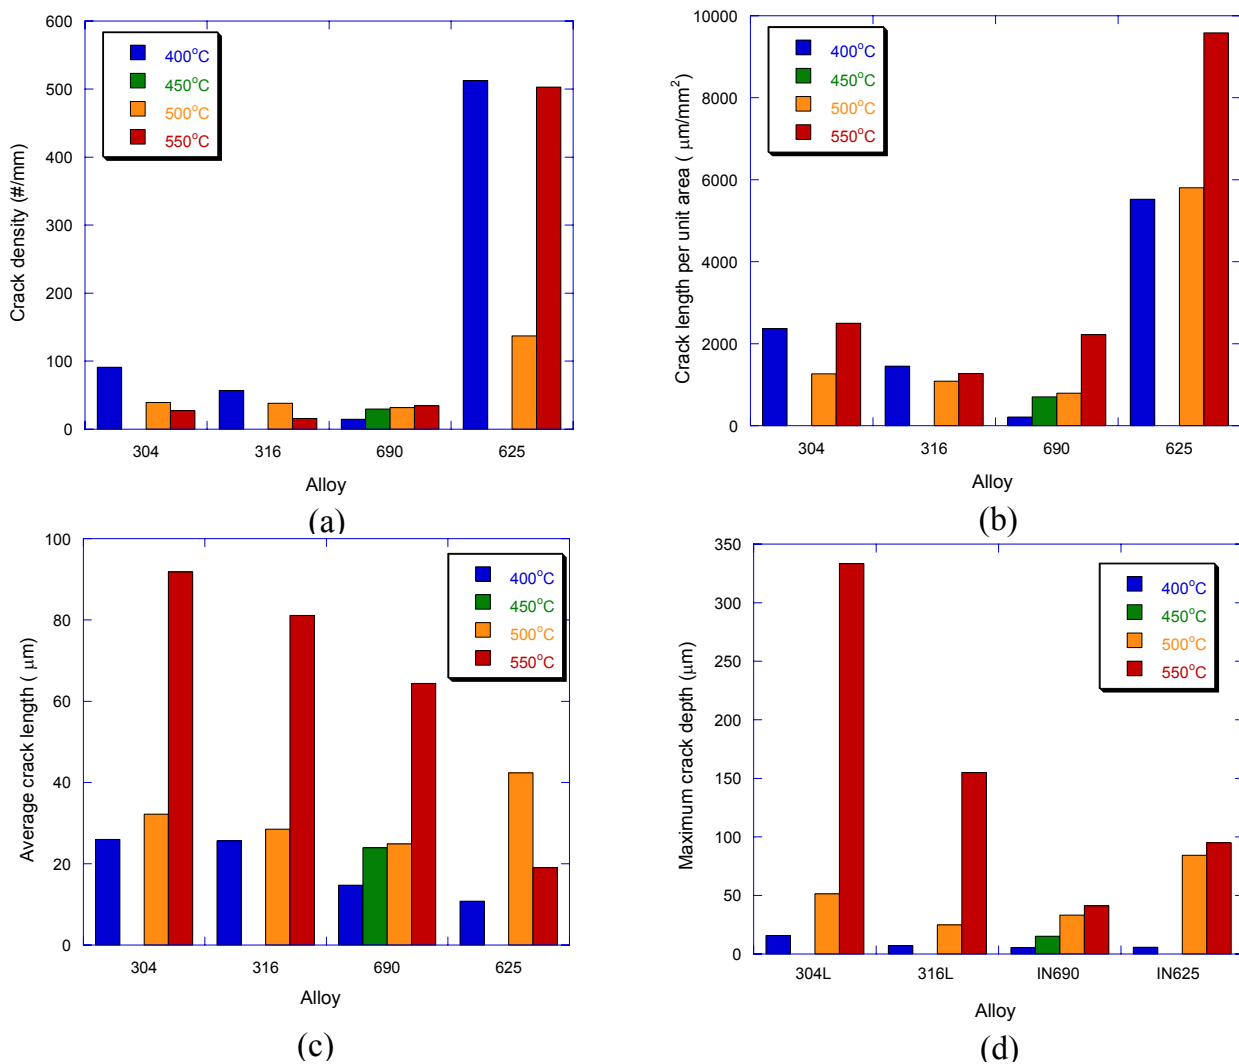 600
500
400
300
200
100
0
Crack density (#/mm)
400°C
450°C
500°C
550°C
304 316 690 625
Alloy
(a)
10000
8000
6000
4000
2000
0
Crack length per unit area ( μm/mm²)
400°C
450°C
500°C
550°C
304 316 690 625
Alloy
(b)
100
80
60
40
20
0
Average crack length ( μm)
400°C
450°C
500°C
550°C
304 316 690 625
Alloy
(c)
350
300
250
200
150
100
50
0
Maximum crack depth (μm)
400°C
450°C
500°C
550°C
304L 316L IN690 IN625
Alloy
(d)